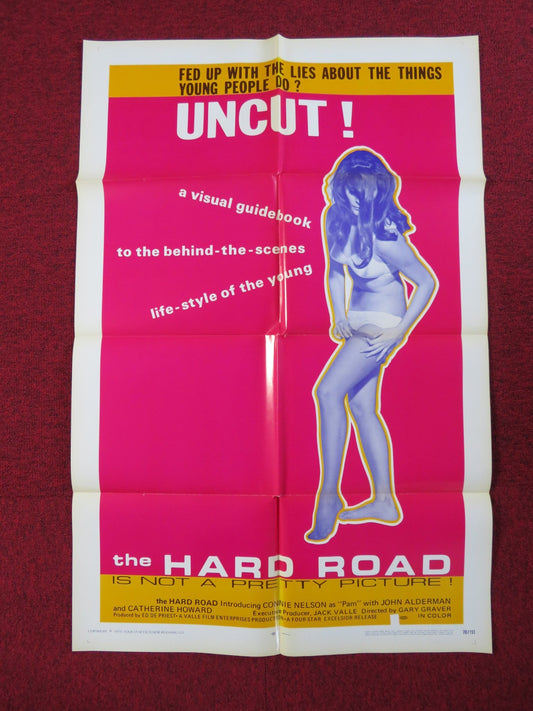 FED UP WITH THE LIES ABOUT THE THINGS
YOUNG PEOPLE DO ?
UNCUT !
a visual guidebook
to the behind-the-scenes
life-style of the young
the HARD ROAD
IS NOT A PRETTY PICTURE !
the HARD ROAD Introducing CONNIE NELSON as "Pam" with JOHN ALDERMAN
and CATHERINE HOWARD Executive Producer, JACK VALLE Directed by GARY GRAVER
Produced by ED DE PRIEST • A VALLE FILM ENTERPRISES PRODUCTION • A FOUR STAR EXCELSIOR RELEASE IN COLOR
70/151